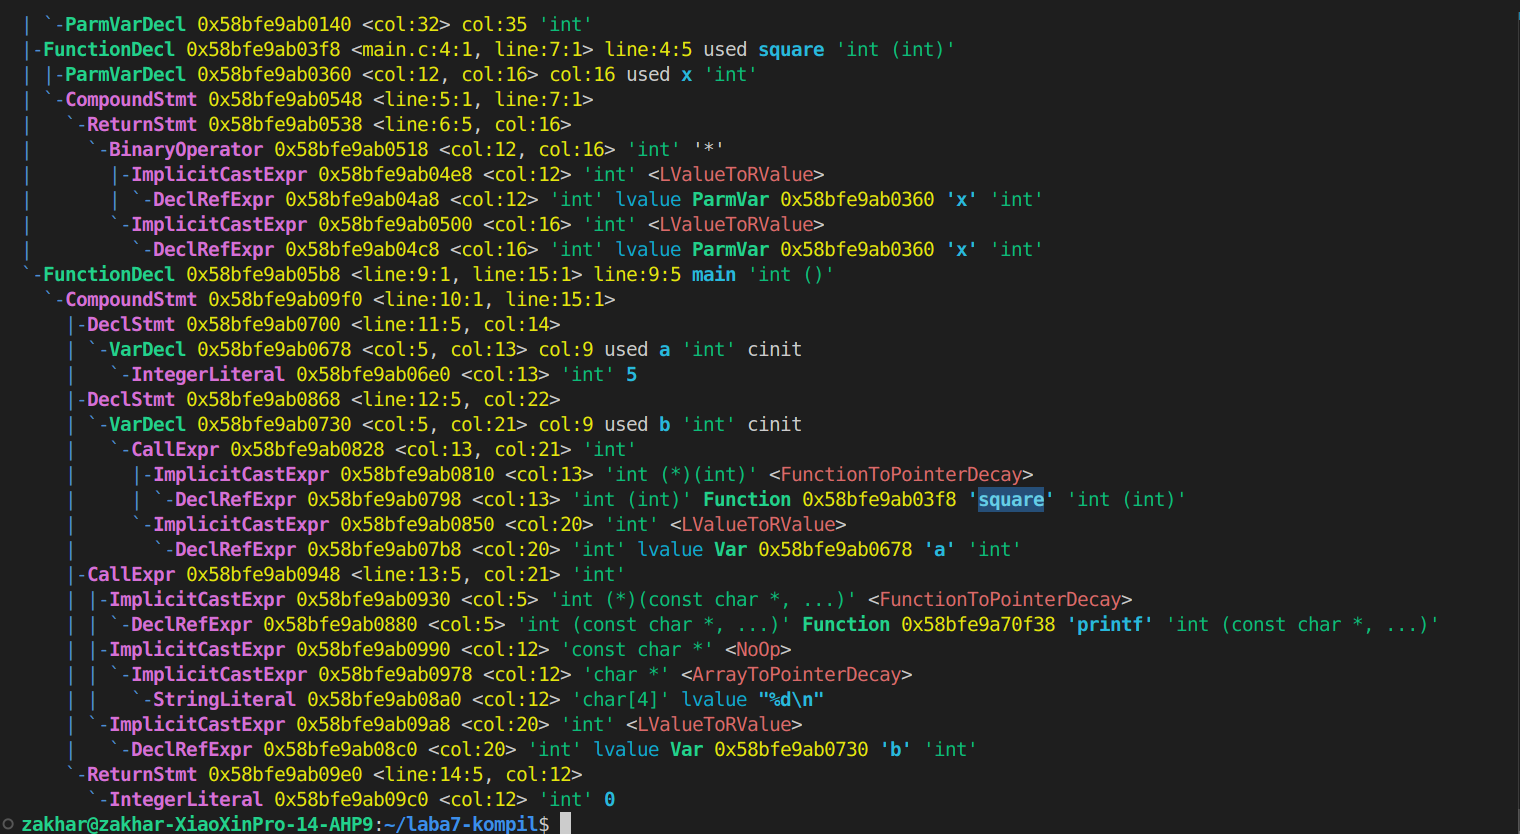 | `-ParmVarDecl 0x58bfe9ab0140 <col:32> col:35 'int'
|-FunctionDecl 0x58bfe9ab03f8 <main.c:4:1, line:7:1> line:4:5 used square 'int (int)'
| |-ParmVarDecl 0x58bfe9ab0360 <col:12, col:16> col:16 used x 'int'
| `-CompoundStmt 0x58bfe9ab0548 <line:5:1, line:7:1>
|   `-ReturnStmt 0x58bfe9ab0538 <line:6:5, col:16>
|     `-BinaryOperator 0x58bfe9ab0518 <col:12, col:16> 'int' '*'
|       |-ImplicitCastExpr 0x58bfe9ab04e8 <col:12> 'int' <LValueToRValue>
|       | `-DeclRefExpr 0x58bfe9ab04a8 <col:12> 'int' lvalue ParmVar 0x58bfe9ab0360 'x' 'int'
|       `-ImplicitCastExpr 0x58bfe9ab0500 <col:16> 'int' <LValueToRValue>
|         `-DeclRefExpr 0x58bfe9ab04c8 <col:16> 'int' lvalue ParmVar 0x58bfe9ab0360 'x' 'int'
`-FunctionDecl 0x58bfe9ab05b8 <line:9:1, line:15:1> line:9:5 main 'int ()'
  `-CompoundStmt 0x58bfe9ab09f0 <line:10:1, line:15:1>
    |-DeclStmt 0x58bfe9ab0700 <line:11:5, col:14>
    | `-VarDecl 0x58bfe9ab0678 <col:5, col:13> col:9 used a 'int' cinit
    |   `-IntegerLiteral 0x58bfe9ab06e0 <col:13> 'int' 5
    |-DeclStmt 0x58bfe9ab0868 <line:12:5, col:22>
    | `-VarDecl 0x58bfe9ab0730 <col:5, col:21> col:9 used b 'int' cinit
    |   `-CallExpr 0x58bfe9ab0828 <col:13, col:21> 'int'
    |     |-ImplicitCastExpr 0x58bfe9ab0810 <col:13> 'int (*)(int)' <FunctionToPointerDecay>
    |     | `-DeclRefExpr 0x58bfe9ab0798 <col:13> 'int (int)' Function 0x58bfe9ab03f8 'square' 'int (int)'
    |     `-ImplicitCastExpr 0x58bfe9ab0850 <col:20> 'int' <LValueToRValue>
    |       `-DeclRefExpr 0x58bfe9ab07b8 <col:20> 'int' lvalue Var 0x58bfe9ab0678 'a' 'int'
    |-CallExpr 0x58bfe9ab0948 <line:13:5, col:21> 'int'
    | |-ImplicitCastExpr 0x58bfe9ab0930 <col:5> 'int (*)(const char *, ...)' <FunctionToPointerDecay>
    | | `-DeclRefExpr 0x58bfe9ab0880 <col:5> 'int (const char *, ...)' Function 0x58bfe9a70f38 'printf' 'int (const char *, ...)'
    | |-ImplicitCastExpr 0x58bfe9ab0990 <col:12> 'const char *' <NoOp>
    | | `-ImplicitCastExpr 0x58bfe9ab0978 <col:12> 'char *' <ArrayToPointerDecay>
    | |   `-StringLiteral 0x58bfe9ab08a0 <col:12> 'char[4]' lvalue "%d\n"
    | `-ImplicitCastExpr 0x58bfe9ab09a8 <col:20> 'int' <LValueToRValue>
    |   `-DeclRefExpr 0x58bfe9ab08c0 <col:20> 'int' lvalue Var 0x58bfe9ab0730 'b' 'int'
    `-ReturnStmt 0x58bfe9ab09e0 <line:14:5, col:12>
      `-IntegerLiteral 0x58bfe9ab09c0 <col:12> 'int' 0
zakhar@zakhar-XiaoXinPro-14-AHP9:~/laba7-kompil$